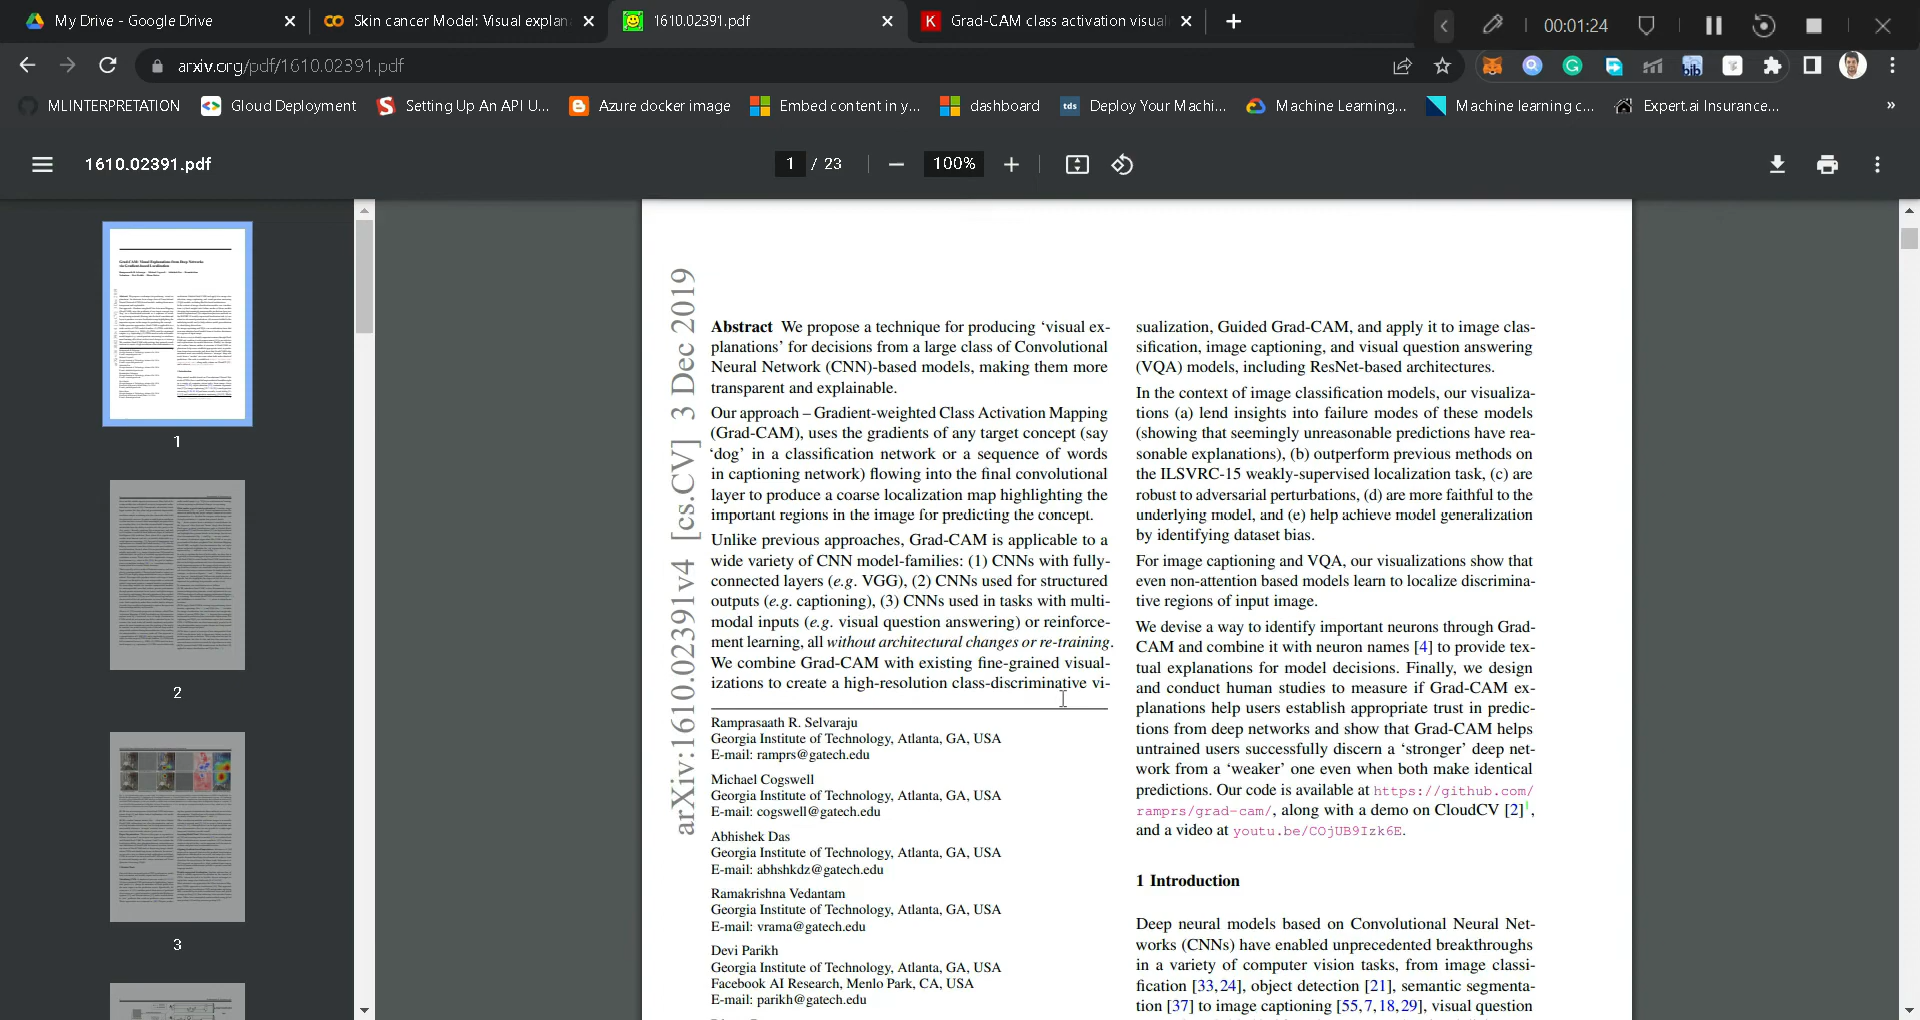 My Drive - Google Drive
Skin cancer Model: Visual explan
1610.02391.pdf
Grad-CAM class activation visual
00:01:24
arxiv.org/pdf/1610.02391.pdf
MLINTERPRETATION
Gloud Deployment
Setting Up An API U...
Azure docker image
Embed content in y...
dashboard
tds
Deploy Your Machi...
Machine Learning...
Machine learning c...
Expert.ai Insurance...
»
1610.02391.pdf
1 / 23
100%
1
2
3
arXiv:1610.02391v4 [cs.CV] 3 Dec 2019
Abstract We propose a technique for producing ‘visual ex-
planations’ for decisions from a large class of Convolutional
Neural Network (CNN)-based models, making them more
transparent and explainable.
Our approach – Gradient-weighted Class Activation Mapping
(Grad-CAM), uses the gradients of any target concept (say
‘dog’ in a classification network or a sequence of words
in captioning network) flowing into the final convolutional
layer to produce a coarse localization map highlighting the
important regions in the image for predicting the concept.
Unlike previous approaches, Grad-CAM is applicable to a
wide variety of CNN model-families: (1) CNNs with fully-
connected layers (e.g. VGG), (2) CNNs used for structured
outputs (e.g. captioning), (3) CNNs used in tasks with multi-
modal inputs (e.g. visual question answering) or reinforce-
ment learning, all without architectural changes or re-training.
We combine Grad-CAM with existing fine-grained visual-
izations to create a high-resolution class-discriminative vi-
Ramprasaath R. Selvaraju
Georgia Institute of Technology, Atlanta, GA, USA
E-mail: ramprs@gatech.edu
Michael Cogswell
Georgia Institute of Technology, Atlanta, GA, USA
E-mail: cogswell@gatech.edu
Abhishek Das
Georgia Institute of Technology, Atlanta, GA, USA
E-mail: abhshkdz@gatech.edu
Ramakrishna Vedantam
Georgia Institute of Technology, Atlanta, GA, USA
E-mail: vrama@gatech.edu
Devi Parikh
Georgia Institute of Technology, Atlanta, GA, USA
Facebook AI Research, Menlo Park, CA, USA
E-mail: parikh@gatech.edu
sualization, Guided Grad-CAM, and apply it to image clas-
sification, image captioning, and visual question answering
(VQA) models, including ResNet-based architectures.
In the context of image classification models, our visualiza-
tions (a) lend insights into failure modes of these models
(showing that seemingly unreasonable predictions have rea-
sonable explanations), (b) outperform previous methods on
the ILSVRC-15 weakly-supervised localization task, (c) are
robust to adversarial perturbations, (d) are more faithful to the
underlying model, and (e) help achieve model generalization
by identifying dataset bias.
For image captioning and VQA, our visualizations show that
even non-attention based models learn to localize discrimina-
tive regions of input image.
We devise a way to identify important neurons through Grad-
CAM and combine it with neuron names [4] to provide tex-
tual explanations for model decisions. Finally, we design
and conduct human studies to measure if Grad-CAM ex-
planations help users establish appropriate trust in predic-
tions from deep networks and show that Grad-CAM helps
untrained users successfully discern a ‘stronger’ deep net-
work from a ‘weaker’ one even when both make identical
predictions. Our code is available at https://github.com/
ramprs/grad-cam/, along with a demo on CloudCV [2]¹,
and a video at youtu.be/COjUB9Izk6E.
1 Introduction
Deep neural models based on Convolutional Neural Net-
works (CNNs) have enabled unprecedented breakthroughs
in a variety of computer vision tasks, from image classi-
fication [33,24], object detection [21], semantic segmenta-
tion [37] to image captioning [55,7,18,29], visual question